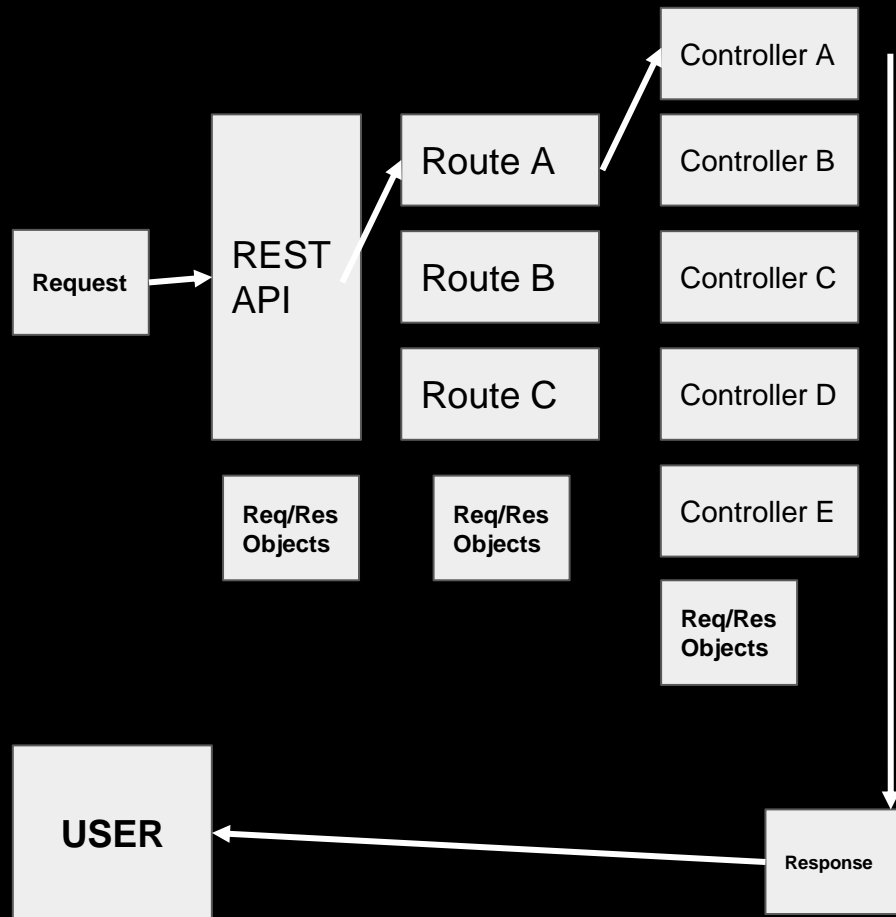 Request
REST
API
Route A
Route B
Route C
Controller A
Controller B
Controller C
Controller D
Controller E
Req/Res
Objects
Req/Res
Objects
Req/Res
Objects
USER
Response